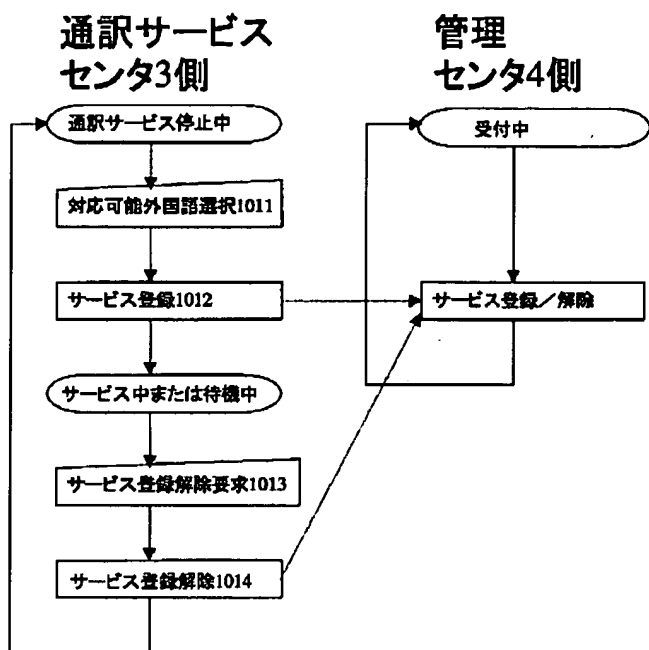 通訳サービス
センタ3側
通訳サービス停止中
対応可能外国語選択1011
サービス登録1012
サービス中または待機中
サービス登録解除要求1013
サービス登録解除1014
管理
センタ4側
受付中
サービス登録／解除